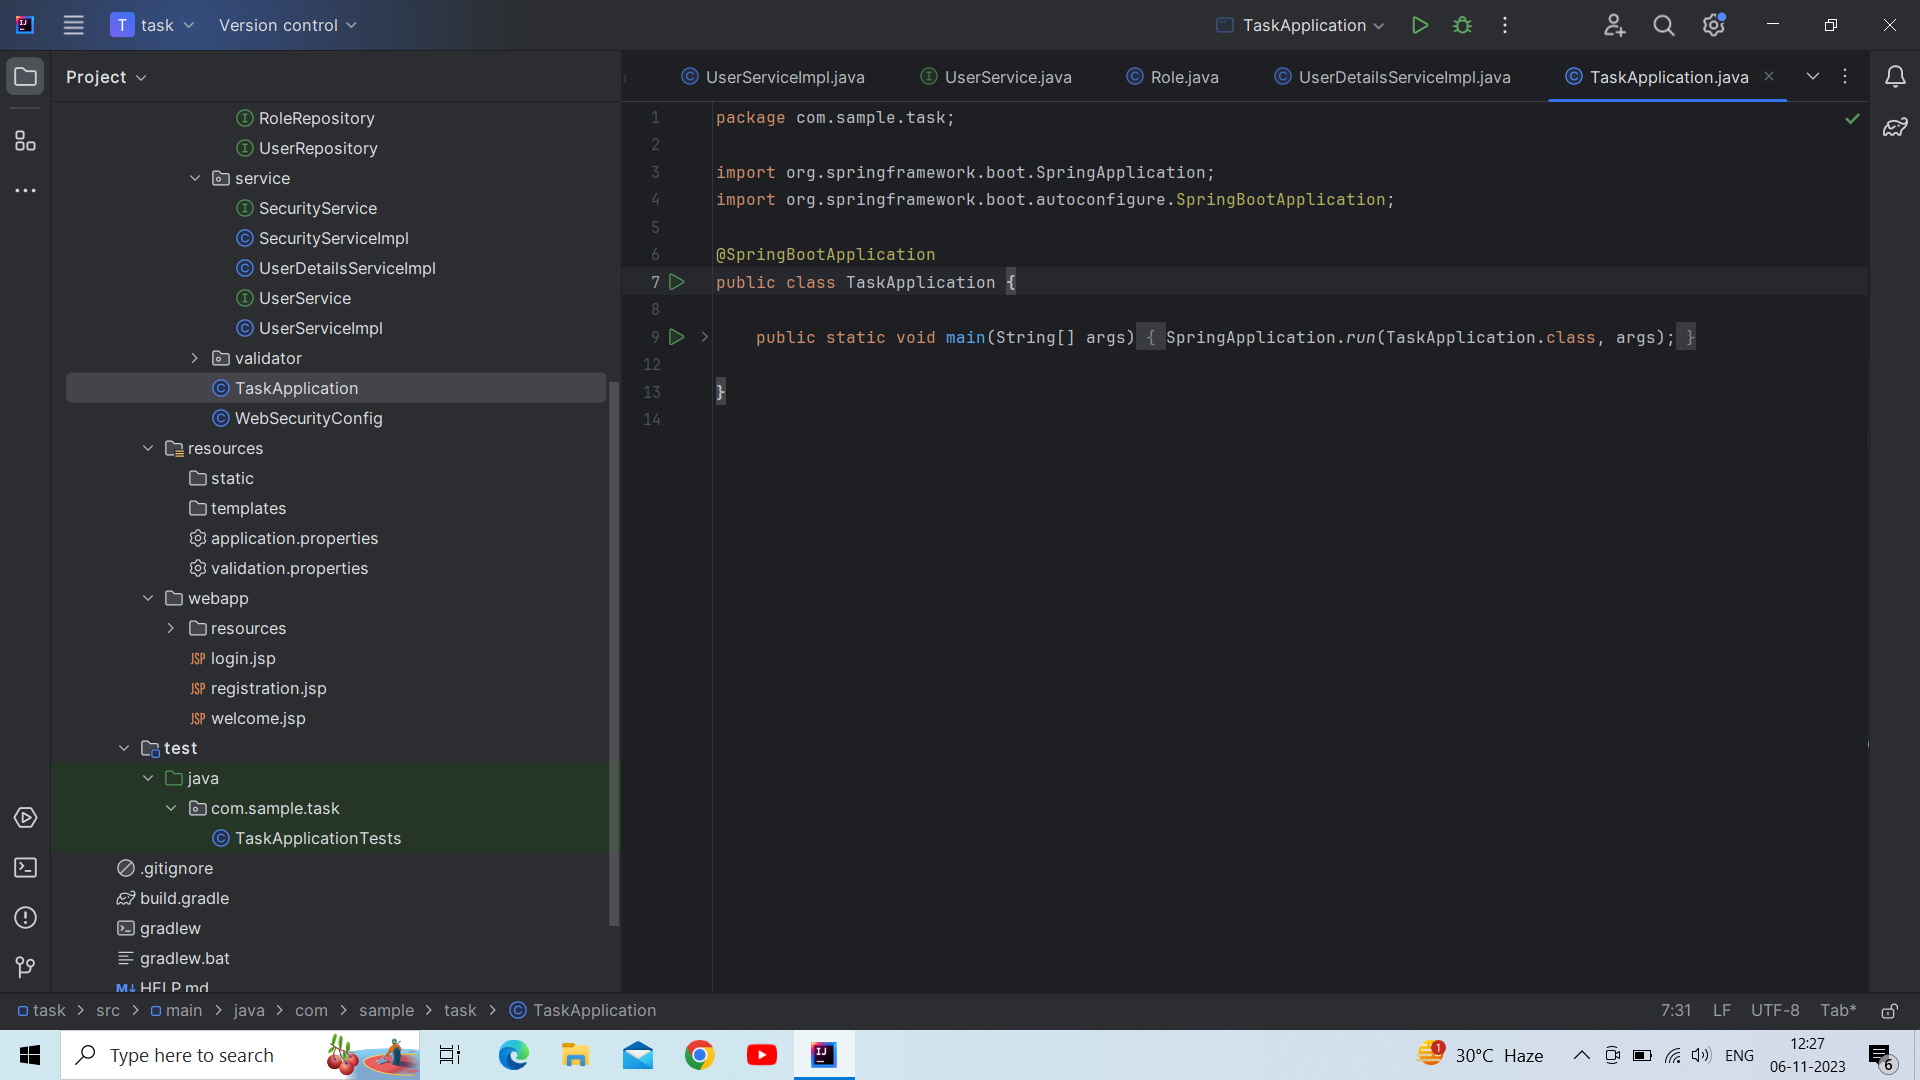 T task Version control TaskApplication
Project
UserServiceImpl.java UserService.java Role.java UserDetailsServiceImpl.java TaskApplication.java
RoleRepository
UserRepository
service
SecurityService
SecurityServiceImpl
UserDetailsServiceImpl
UserService
UserServiceImpl
validator
TaskApplication
WebSecurityConfig
resources
static
templates
application.properties
validation.properties
webapp
resources
JSP login.jsp
JSP registration.jsp
JSP welcome.jsp
test
java
com.sample.task
TaskApplicationTests
.gitignore
build.gradle
gradlew
gradlew.bat
M↓ HELP.md
1 package com.sample.task;
2
3 import org.springframework.boot.SpringApplication;
4 import org.springframework.boot.autoconfigure.SpringBootApplication;
5
6 @SpringBootApplication
7 public class TaskApplication {
8
9 public static void main(String[] args) { SpringApplication.run(TaskApplication.class, args); }
12
13 }
14
task > src > main > java > com > sample > task > TaskApplication 7:31 LF UTF-8 Tab*
Type here to search 1 30°C Haze ENG 12:27
06-11-2023 6